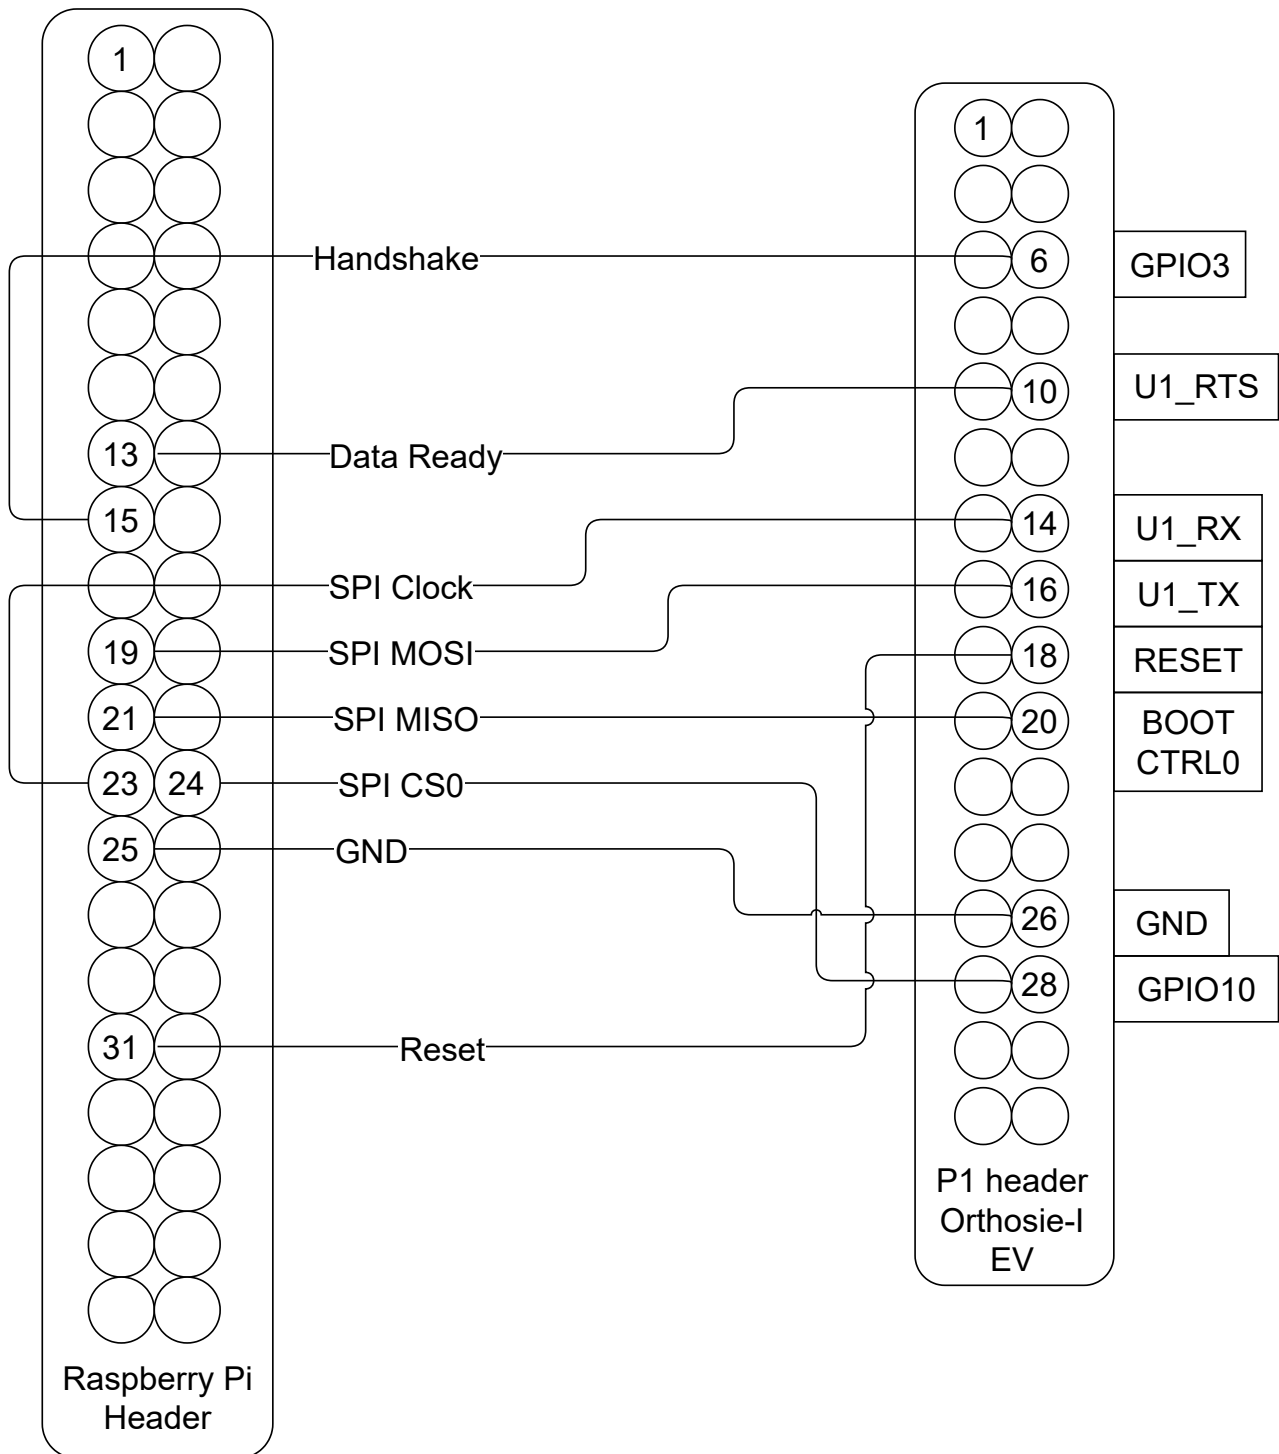 1
1
Handshake
6
GPIO3
10
U1_RTS
13
Data Ready
15
14
U1_RX
SPI Clock
16
U1_TX
19
SPI MOSI
18
RESET
21
SPI MISO
20
BOOT
CTRL0
23
24
SPI CS0
25
GND
26
GND
28
GPIO10
31
Reset
P1 header
Orthosie-I
EV
Raspberry Pi
Header